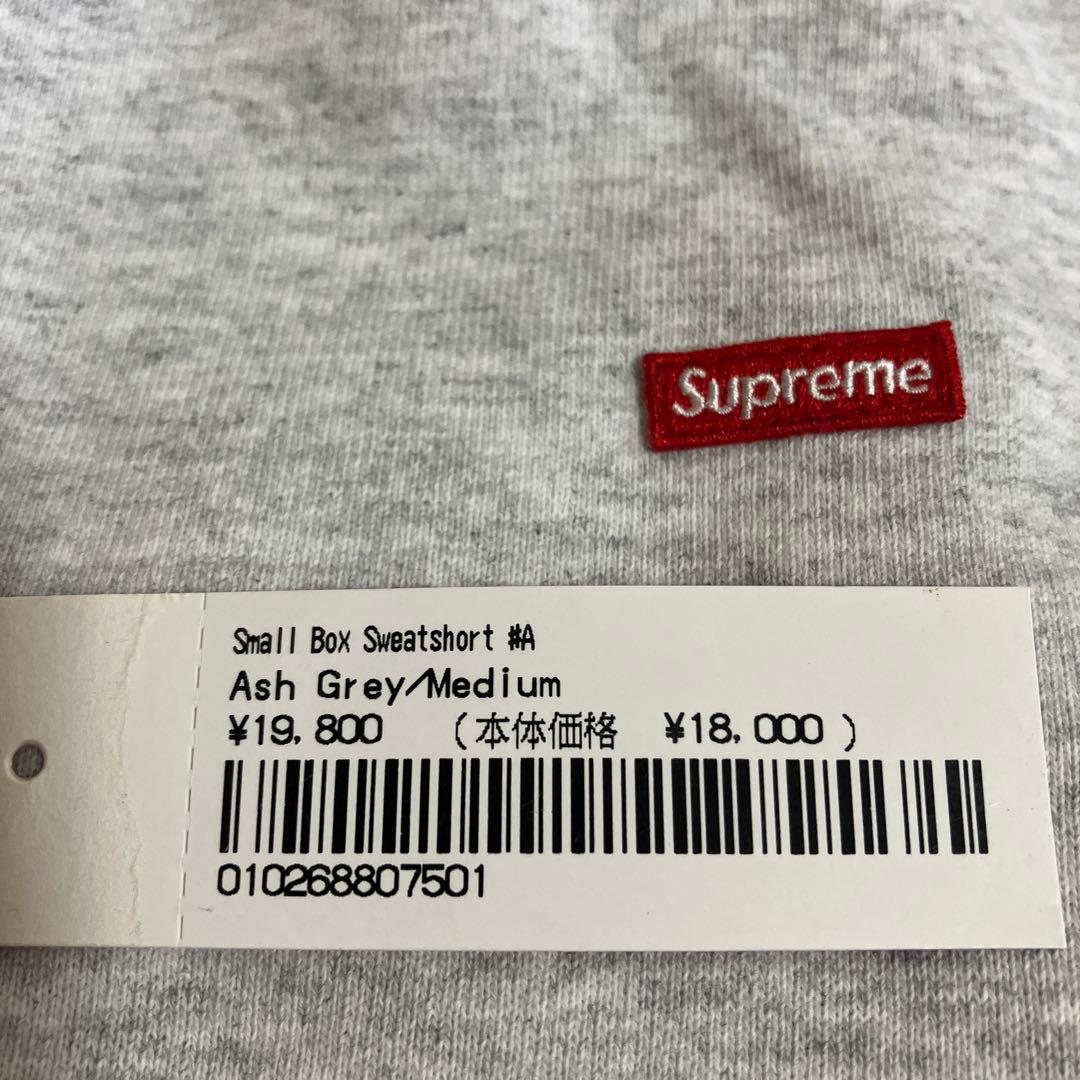 Supreme
Small Box Sweatshort #A
Ash Grey/Medium
¥19,800 (本体価格 ¥18,000)
010268807501